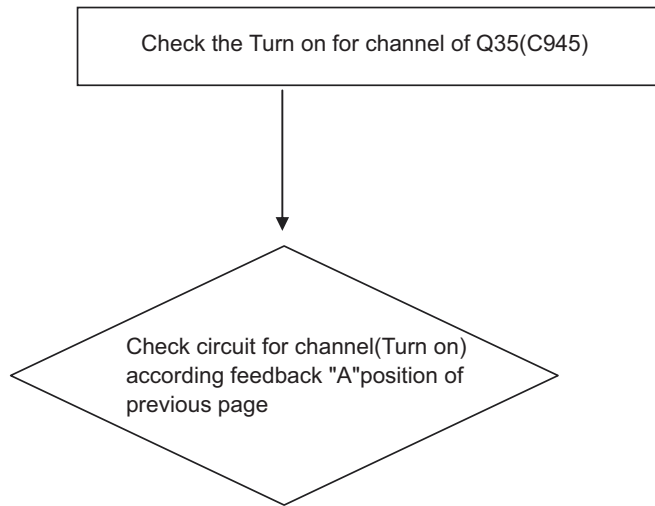 Check the Turn on for channel of Q35(C945)
Check circuit for channel(Turn on)
according feedback "A"position of
previous page